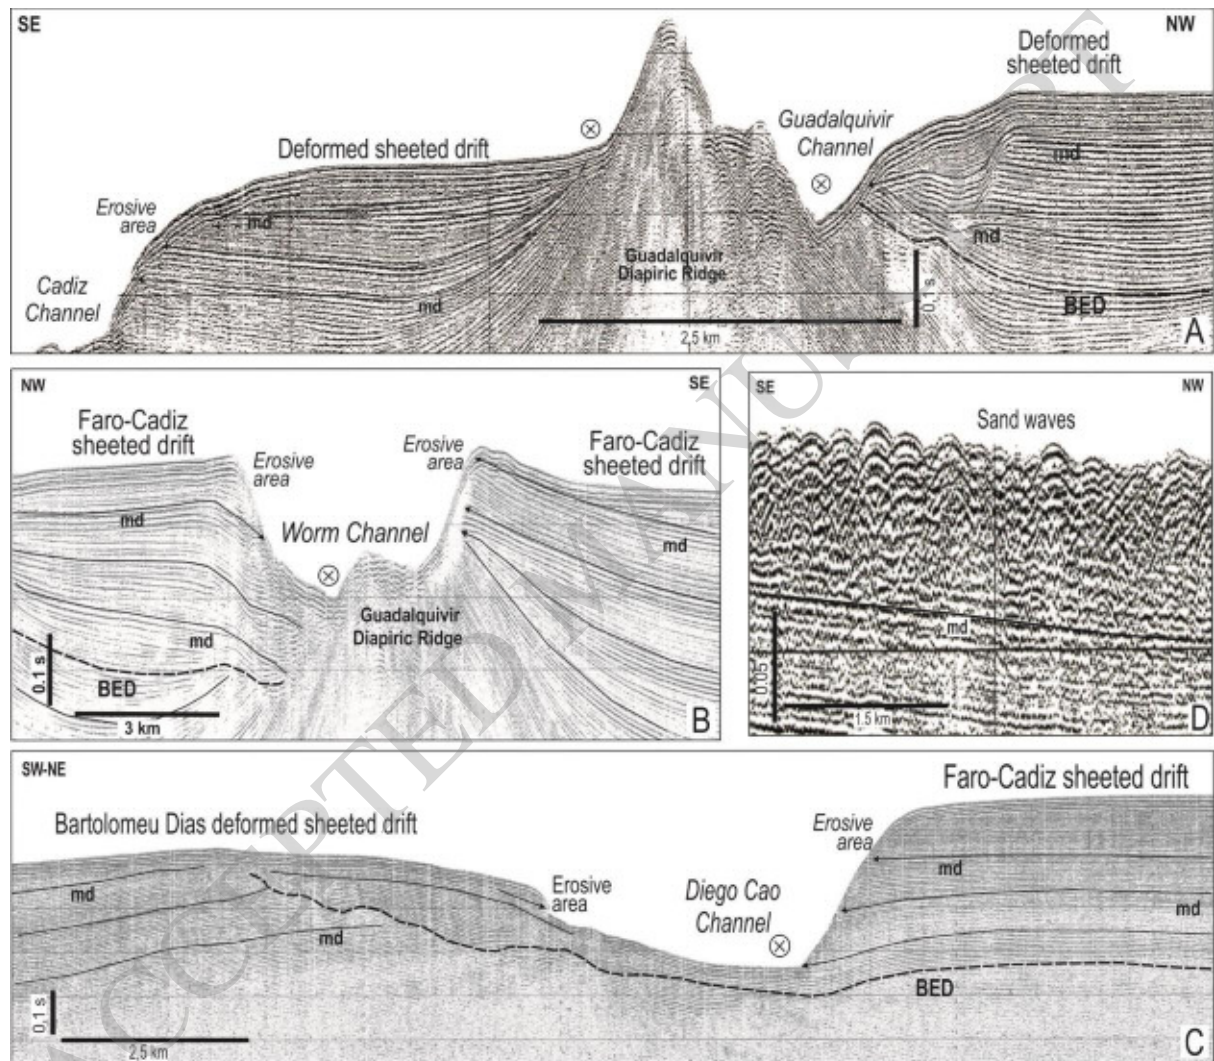 SE
NW
Deformed
sheeted drift
Guadalquivir
Channel
Deformed sheeted drift
md
Erosive
area
md
md
Guadalquivir
Diapiric Ridge
Cadiz
Channel
md
0,1 s
BED
2,5 km
A
NW
SE
Faro-Cadiz
sheeted drift
Erosive
area
Erosive
area
Faro-Cadiz
sheeted drift
md
Worm Channel
md
Guadalquivir
Diapiric Ridge
md
0.1 s
BED
3 km
B
SE
NW
Sand waves
md
0.05
1.5 km
D
SW-NE
Faro-Cadiz sheeted drift
Bartolomeu Dias deformed sheeted drift
Erosive
area
md
md
Erosive
area
Diego Cao
Channel
md
md
BED
0,1 s
2,5 km
C
ACCEPTED MANUSCRIPT